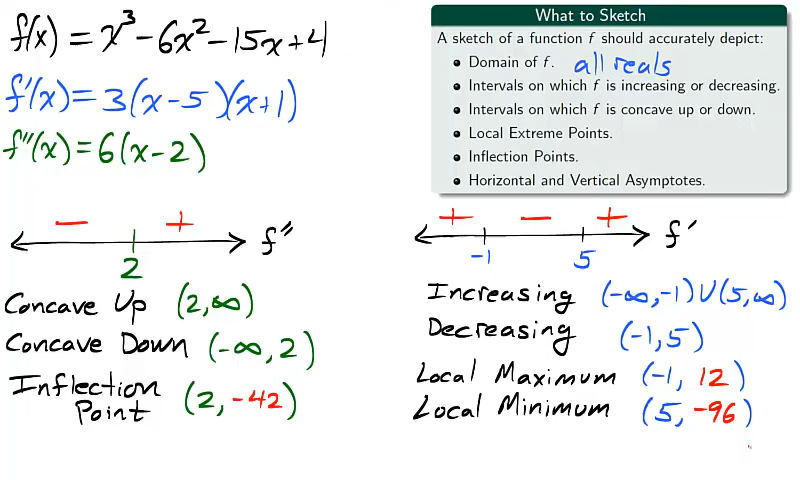 f(x) = x³ - 6x² - 15x + 4
f'(x) = 3(x-5)(x+1)
f''(x) = 6(x-2)
What to Sketch
A sketch of a function f should accurately depict:
• Domain of f. all reals
• Intervals on which f is increasing or decreasing.
• Intervals on which f is concave up or down.
• Local Extreme Points.
• Inflection Points.
• Horizontal and Vertical Asymptotes.
− + f''
2
Concave Up (2,∞)
Concave Down (-∞,2)
Inflection
Point (2,-42)
+ − + f'
-1 5
Increasing (-∞,-1)∪(5,∞)
Decreasing (-1,5)
Local Maximum (-1, 12)
Local Minimum (5, -96)